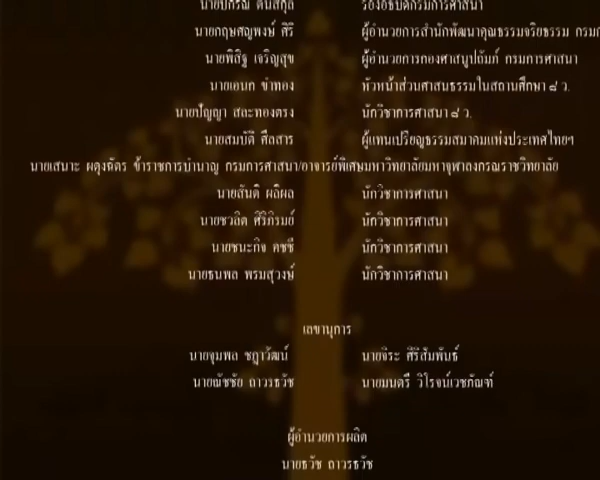 นายปกรณ์ ตันสกุล รองอธิบดีกรมการศาสนา
นายกฤษศญพงษ์ ศิริ ผู้อำนวยการสำนักพัฒนาคุณธรรมจริยธรรม กรมก
นายพิสิฐ เจริญสุข ผู้อำนวยการกองศาสนูปถัมภ์ กรมการศาสนา
นายเอนก ขำทอง หัวหน้าส่วนศาสนธรรมในสถานศึกษา ๘ ว.
นายปัญญา สละทองตรง นักวิชาการศาสนา ๘ ว.
นายสมบัติ ศีลสาร ผู้แทนเปรียญธรรมสมาคมแห่งประเทศไทยฯ
นายเสนาะ ผดุงฉัตร ข้าราชการบำนาญ กรมการศาสนา/อาจารย์พิเศษมหาวิทยาลัยมหาจุฬาลงกรณราชวิทยาลัย
นายสันติ ผลิผล นักวิชาการศาสนา
นายชวลิต ศิริภิรมย์ นักวิชาการศาสนา
นายชนะกิจ คชชี นักวิชาการศาสนา
นายธนพล พรมสุวงษ์ นักวิชาการศาสนา
เลขานุการ
นายจุมพล ชฎาวัฒน์ นายจิระ ศิริสัมพันธ์
นายณัชชัย ถาวรธวัช นายมนตรี วิโรจน์เวชภัณฑ์
ผู้อำนวยการผลิต
นายธวัช ถาวรธวัช